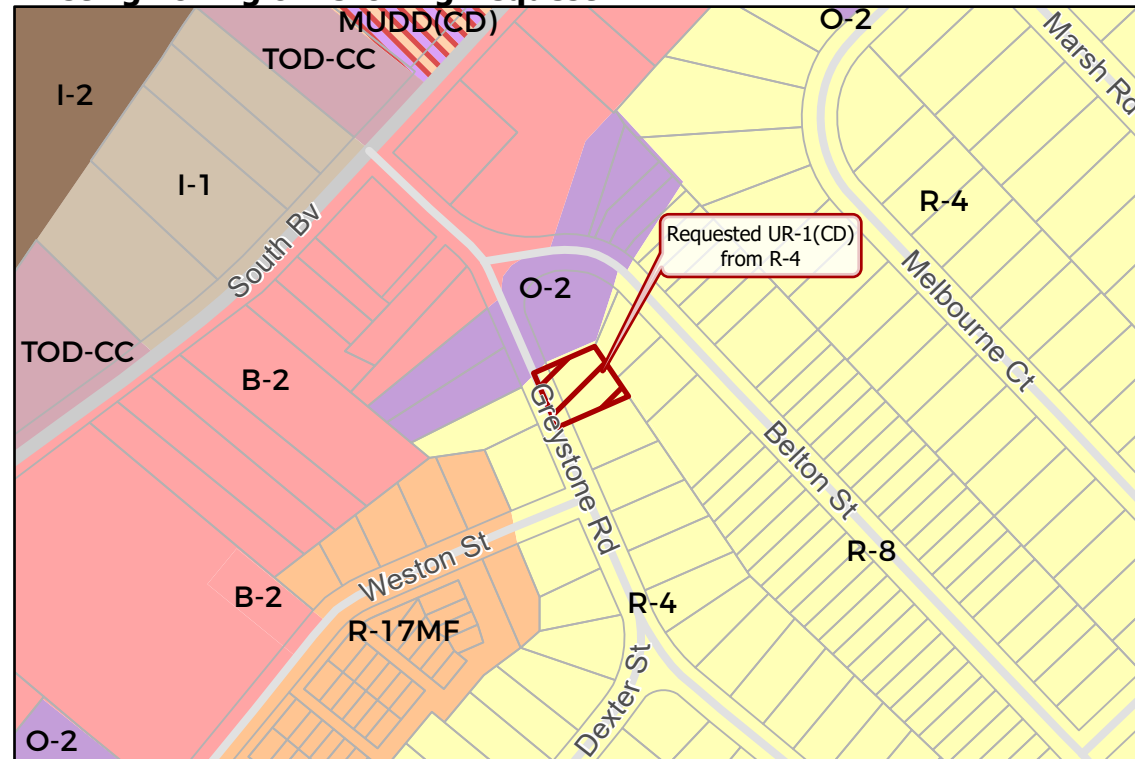 MUDD(CD)
O-2
TOD-CC
Marsh Rd
I-2
I-1
R-4
South Bv
Requested UR-1(CD)
from R-4
O-2
Melbourne Ct
TOD-CC
B-2
Greystone Rd
Belton St
R-8
Weston St
B-2
R-4
R-17MF
Dexter St
O-2